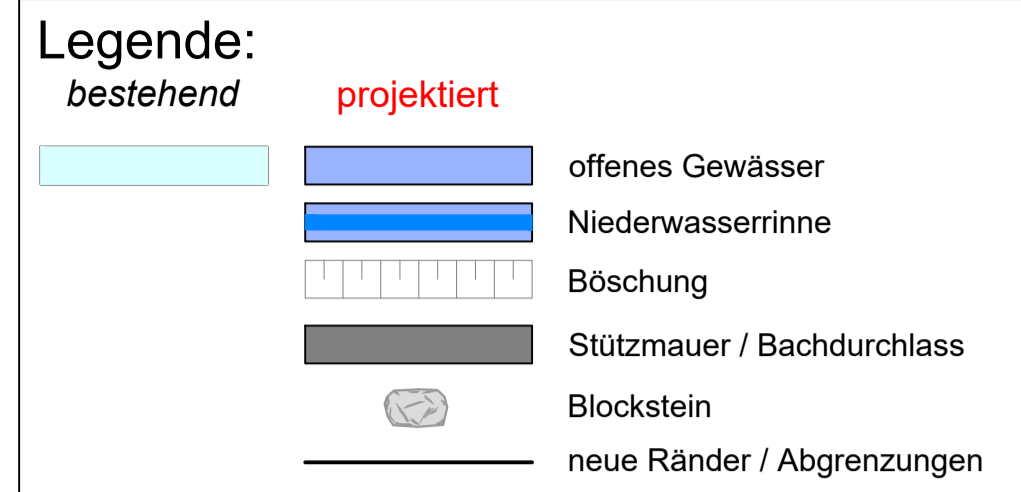 Legende:
bestehend projektiert
offenes Gewässer
Niederwasserrinne
Böschung
Stützmauer / Bachdurchlass
Blockstein
neue Ränder / Abgrenzungen